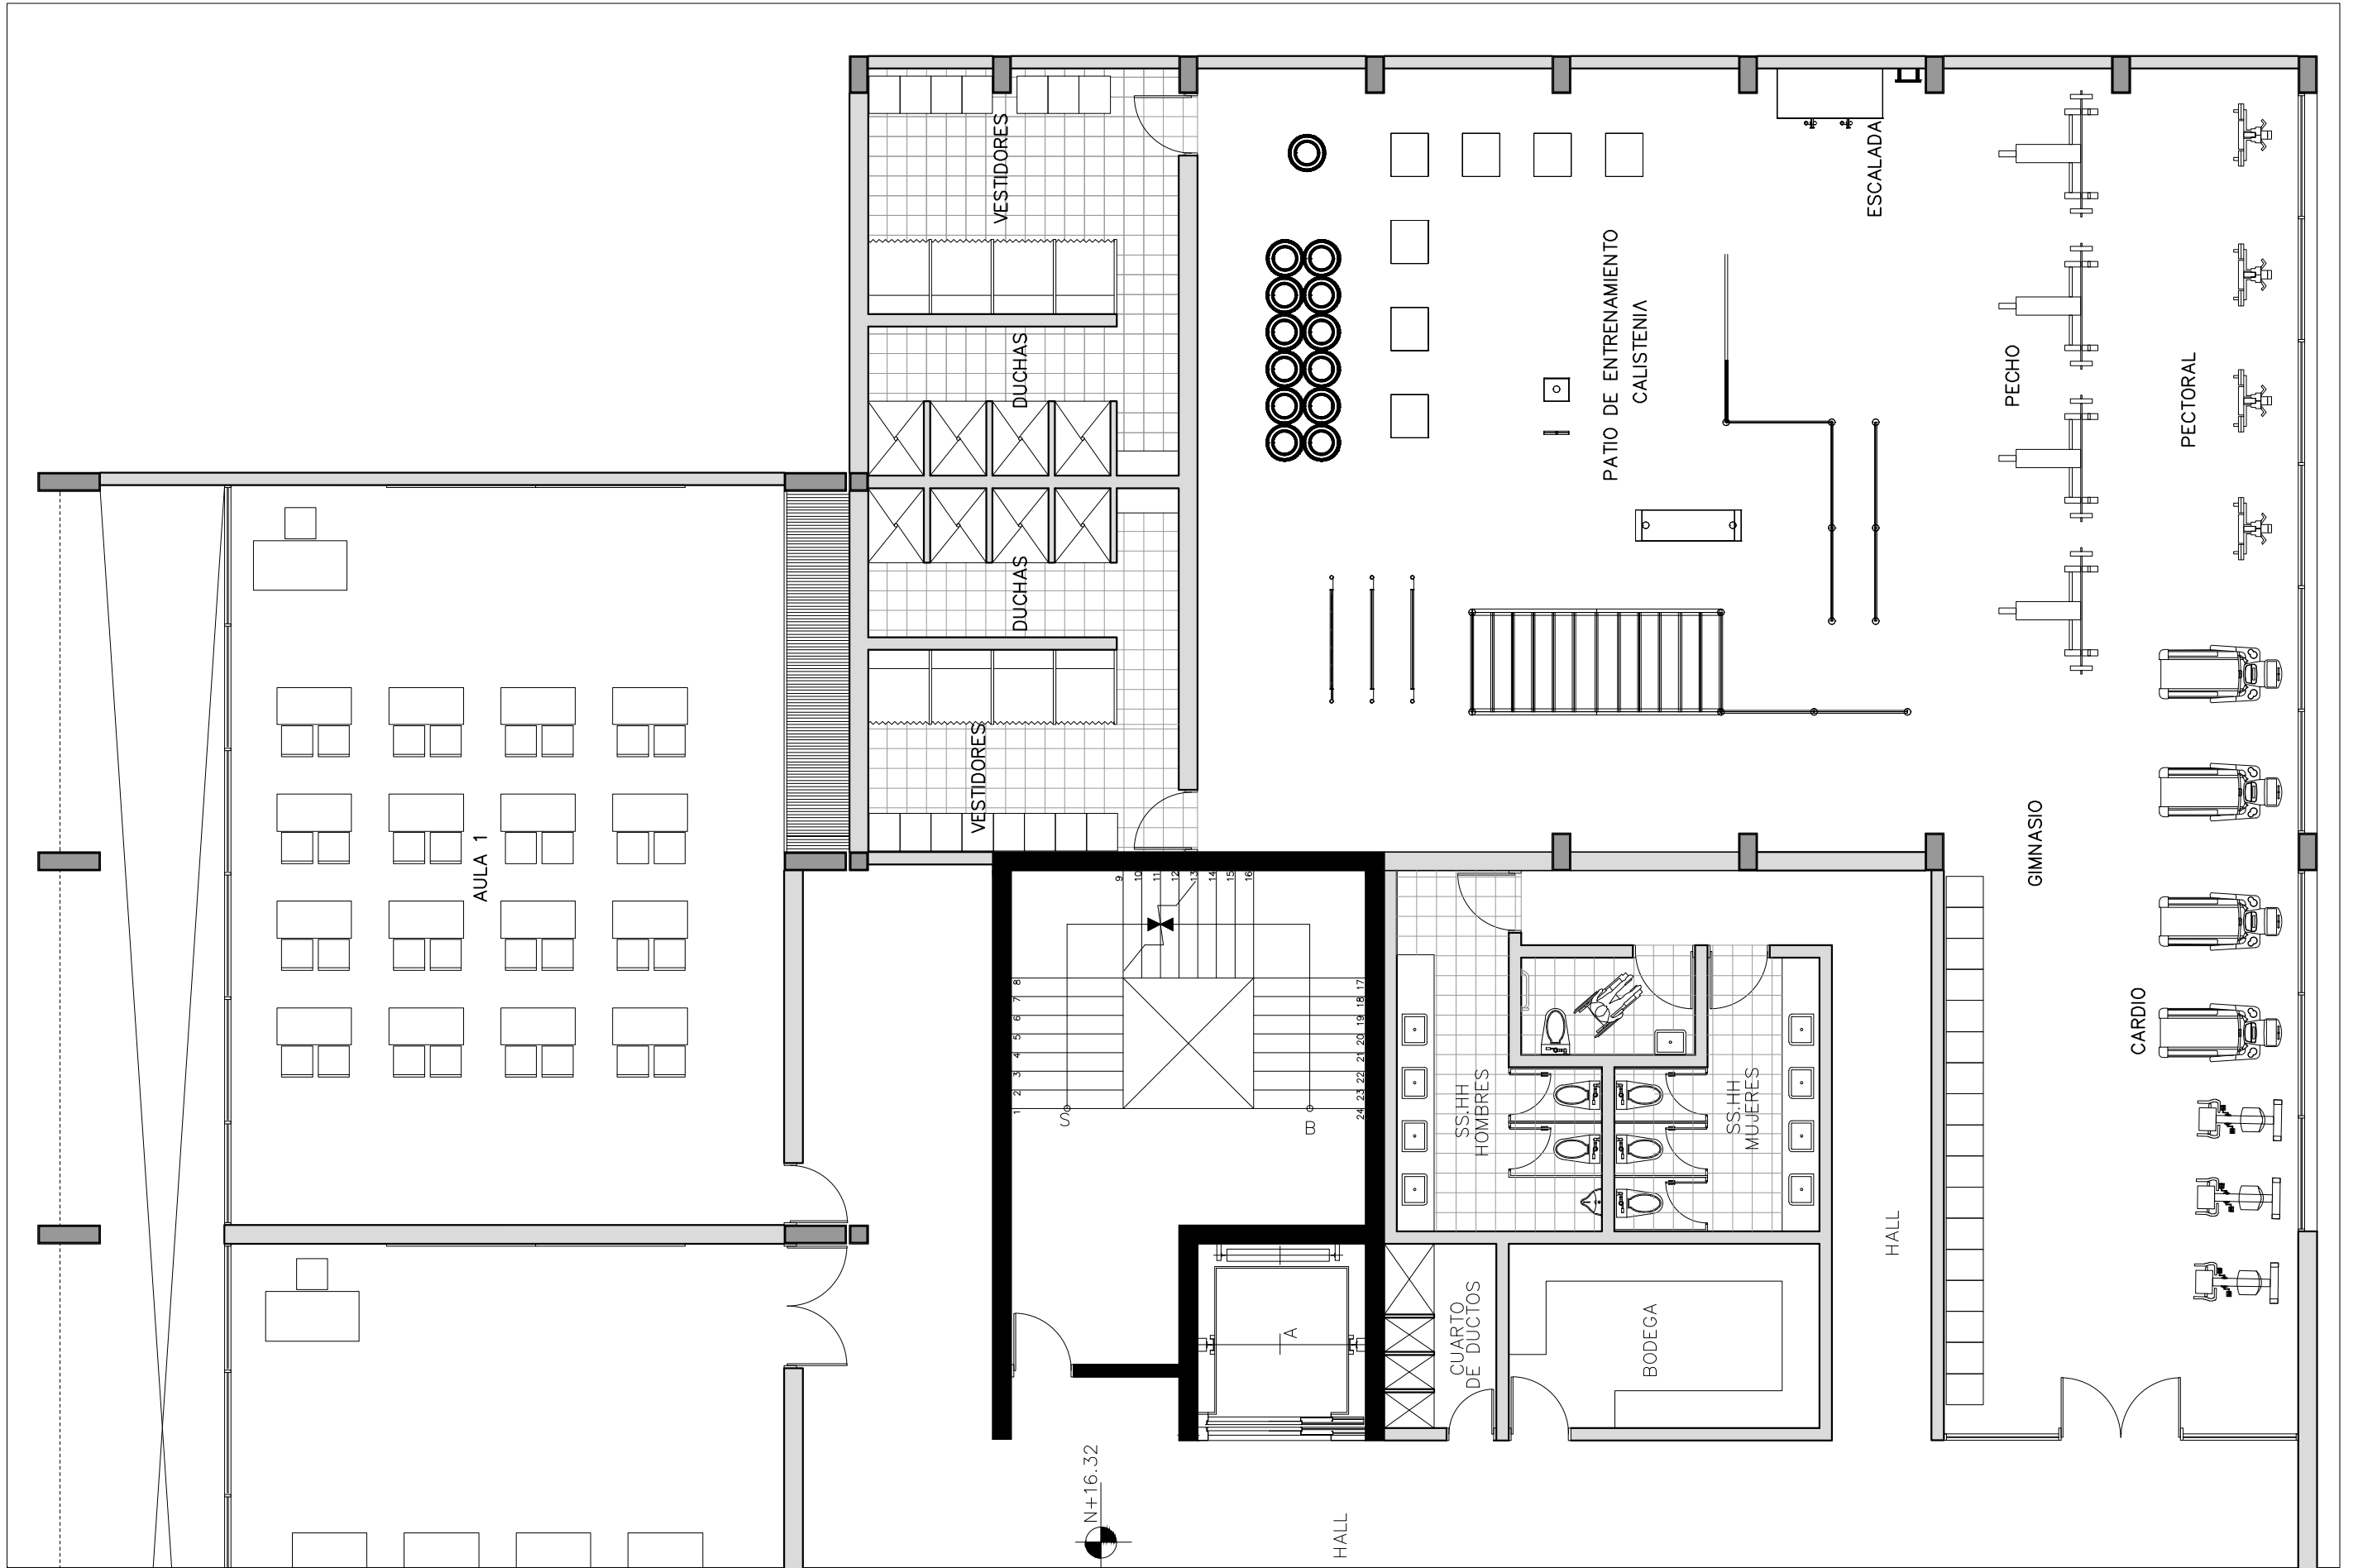 VESTIDORES
DUCHAS
DUCHAS
VESTIDORES
PATIO DE ENTRENAMIENTO
CALISTENIA
ESCALADA
PECHO
PECTORAL
GIMNASIO
CARDIO
AULA 1
9
10
11
12
13
14
15
16
8
7
6
5
4
3
2
1
17
18
19
20
21
22
23
24
S
B
SS.HH
HOMBRES
SS.HH
MUJERES
HALL
A
CUARTO
DE DUCTOS
BODEGA
N+16.32
HALL